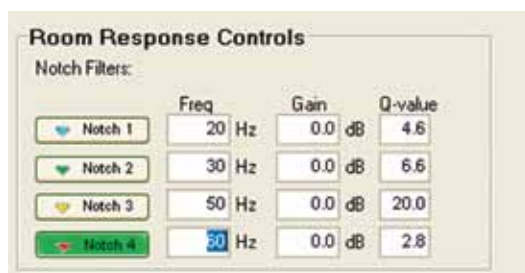 Room Response Controls
Notch Filters:
Freq Gain Q-value
Notch 1 20 Hz 0.0 dB 4.6
Notch 2 30 Hz 0.0 dB 6.6
Notch 3 50 Hz 0.0 dB 20.0
Notch 4 60 Hz 0.0 dB 2.8